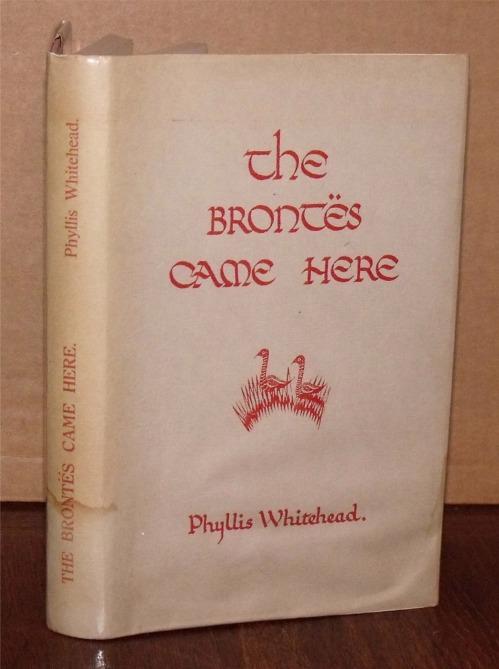 the
BRONTËS
CAME HERE
Phyllis Whitehead.
THE BRONTËS CAME HERE.
Phyllis Whitehead.